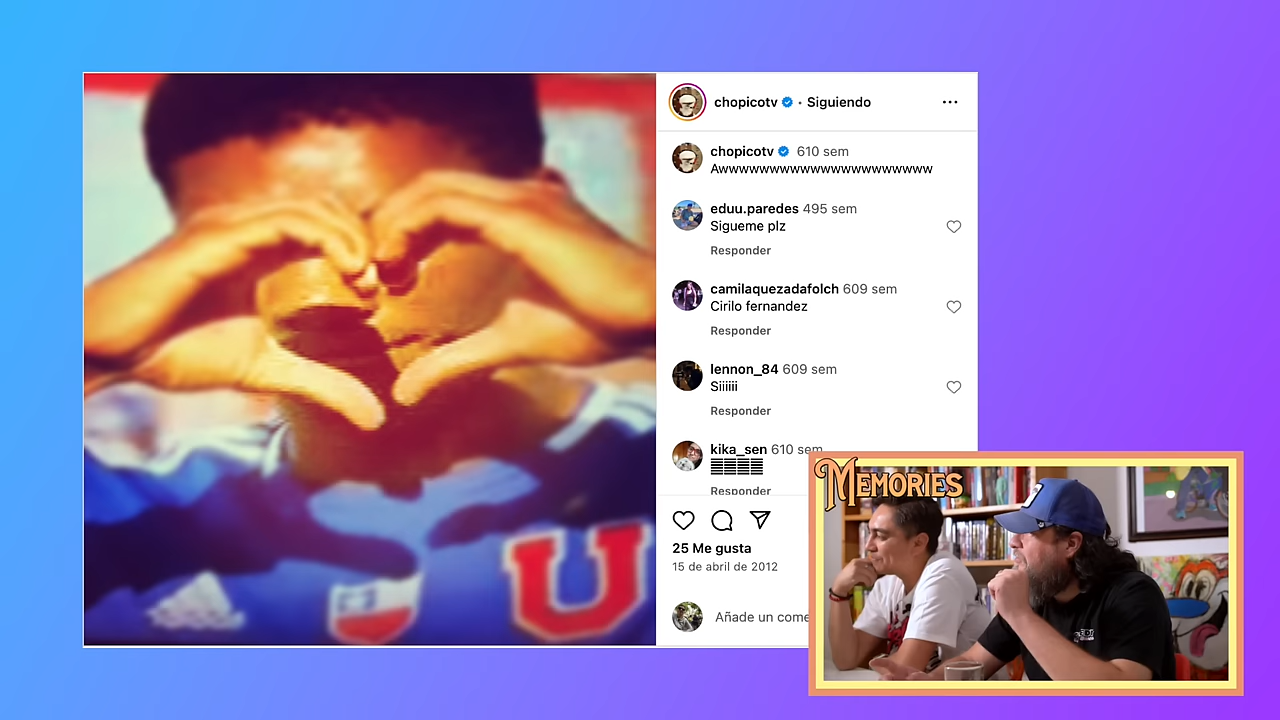 chopicotv • Siguiendo
chopicotv 610 sem
Awwwwwwwwwwwwwwwwwwwww
eduu.paredes 495 sem
Sigueme plz
Responder
camilaquezadafolch 609 sem
Cirilo fernandez
Responder
lennon_84 609 sem
Siiiiii
Responder
kika_sen 610 sem
Responder
25 Me gusta
15 de abril de 2012
Añade un come
U
MEMORIES